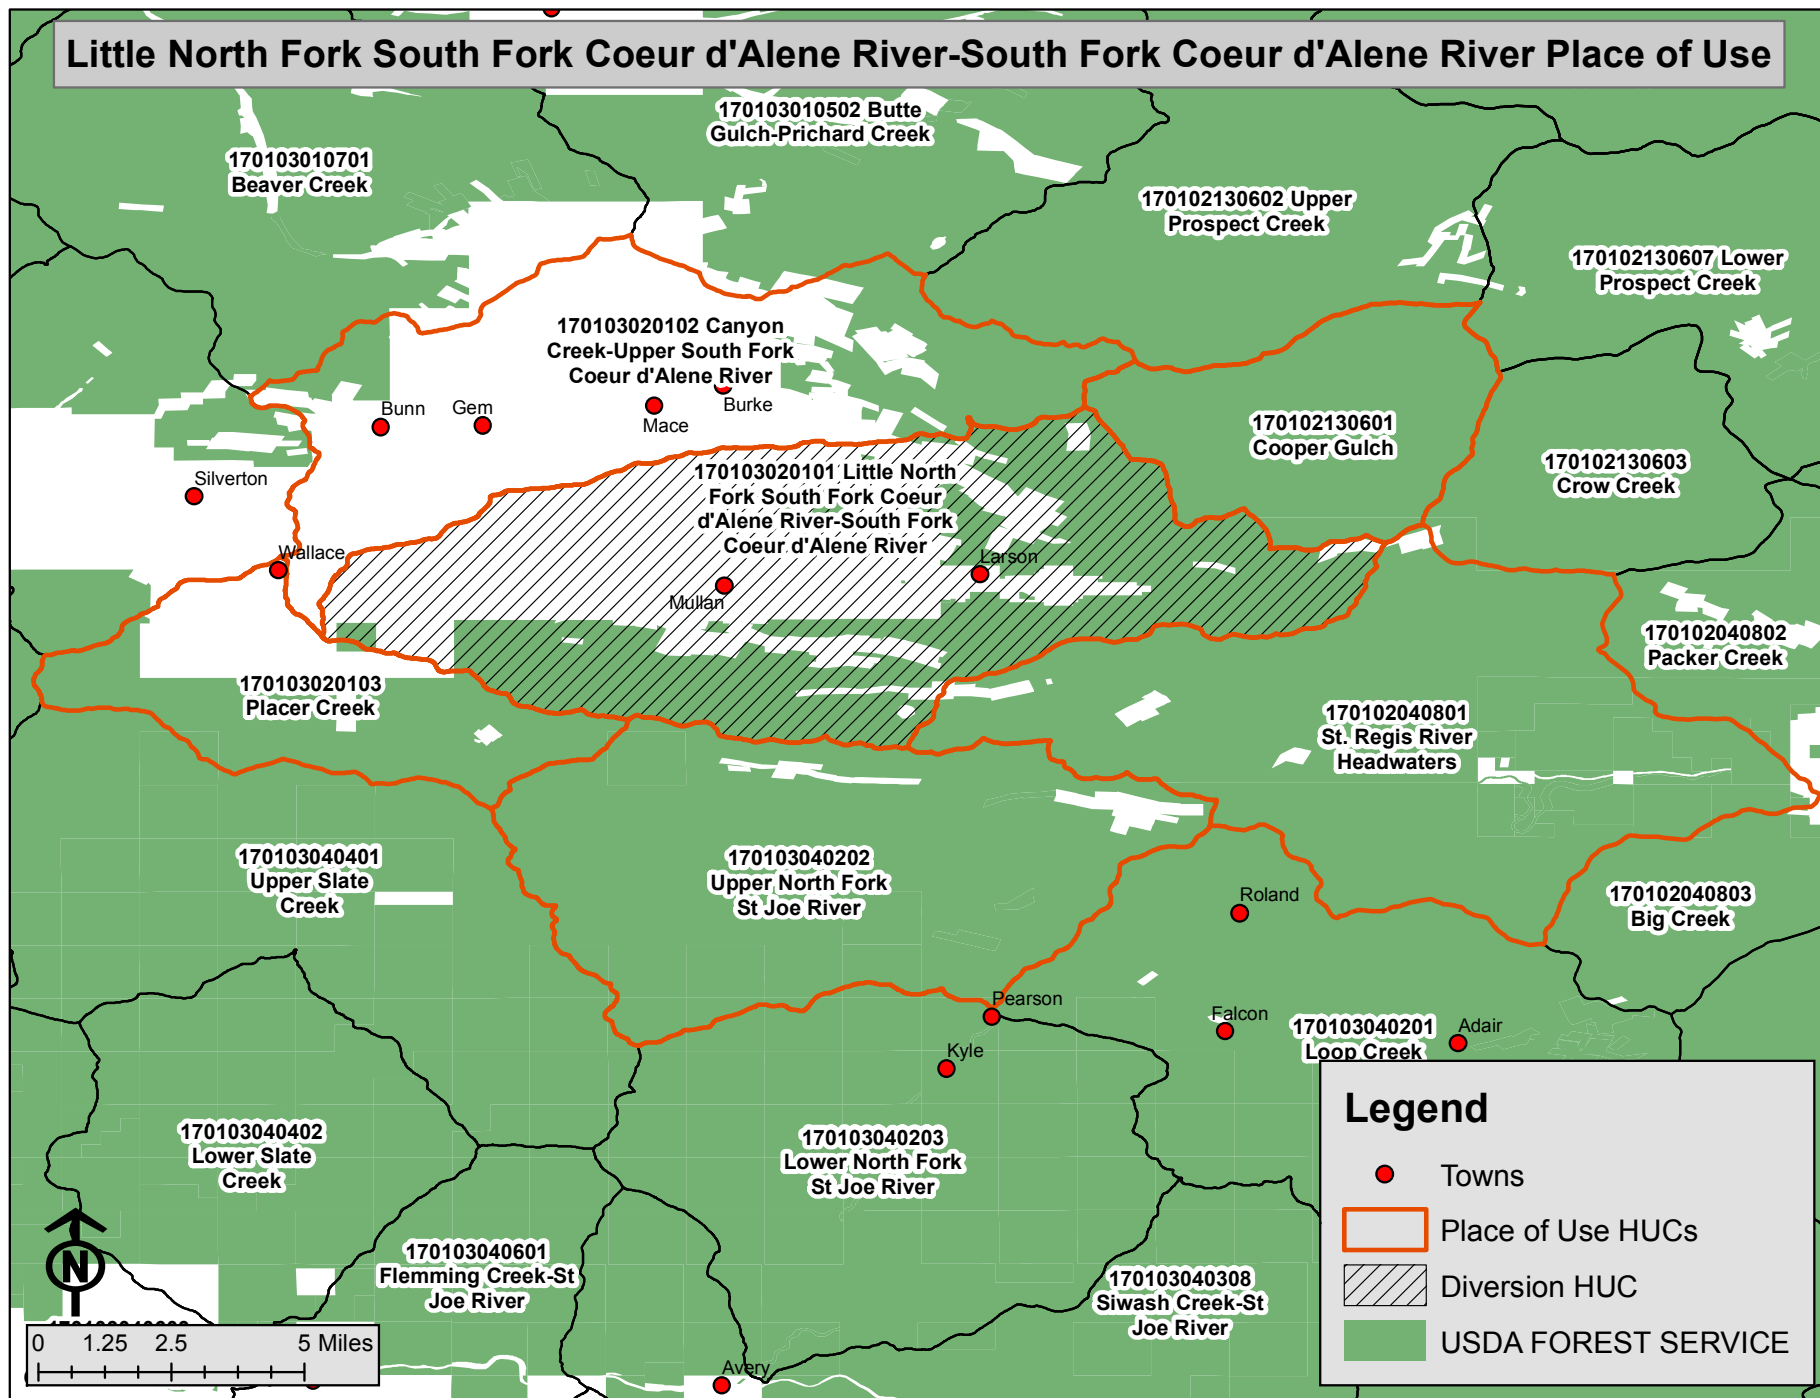 Little North Fork South Fork Coeur d'Alene River-South Fork Coeur d'Alene River Place of Use
170103010502 Butte
Gulch-Prichard Creek
170103010701
Beaver Creek
170102130602 Upper
Prospect Creek
170102130607 Lower
Prospect Creek
170103020102 Canyon
Creek-Upper South Fork
Coeur d'Alene River
Bunn
Gem
Mace
Burke
170102130601
Cooper Gulch
170102130603
Crow Creek
Silverton
170103020101 Little North
Fork South Fork Coeur
d'Alene River-South Fork
Coeur d'Alene River
Wallace
Larson
Mullan
170102040802
Packer Creek
170103020103
Placer Creek
170102040801
St. Regis River
Headwaters
170103040401
Upper Slate
Creek
170103040202
Upper North Fork
St Joe River
Roland
170102040803
Big Creek
Pearson
Falcon
170103040201
Loop Creek
Adair
Kyle
170103040402
Lower Slate
Creek
170103040203
Lower North Fork
St Joe River
170103040601
Flemming Creek-St
Joe River
170103040308
Siwash Creek-St
Joe River
Avery
N
0 1.25 2.5 5 Miles
Legend
Towns
Place of Use HUCs
Diversion HUC
USDA FOREST SERVICE